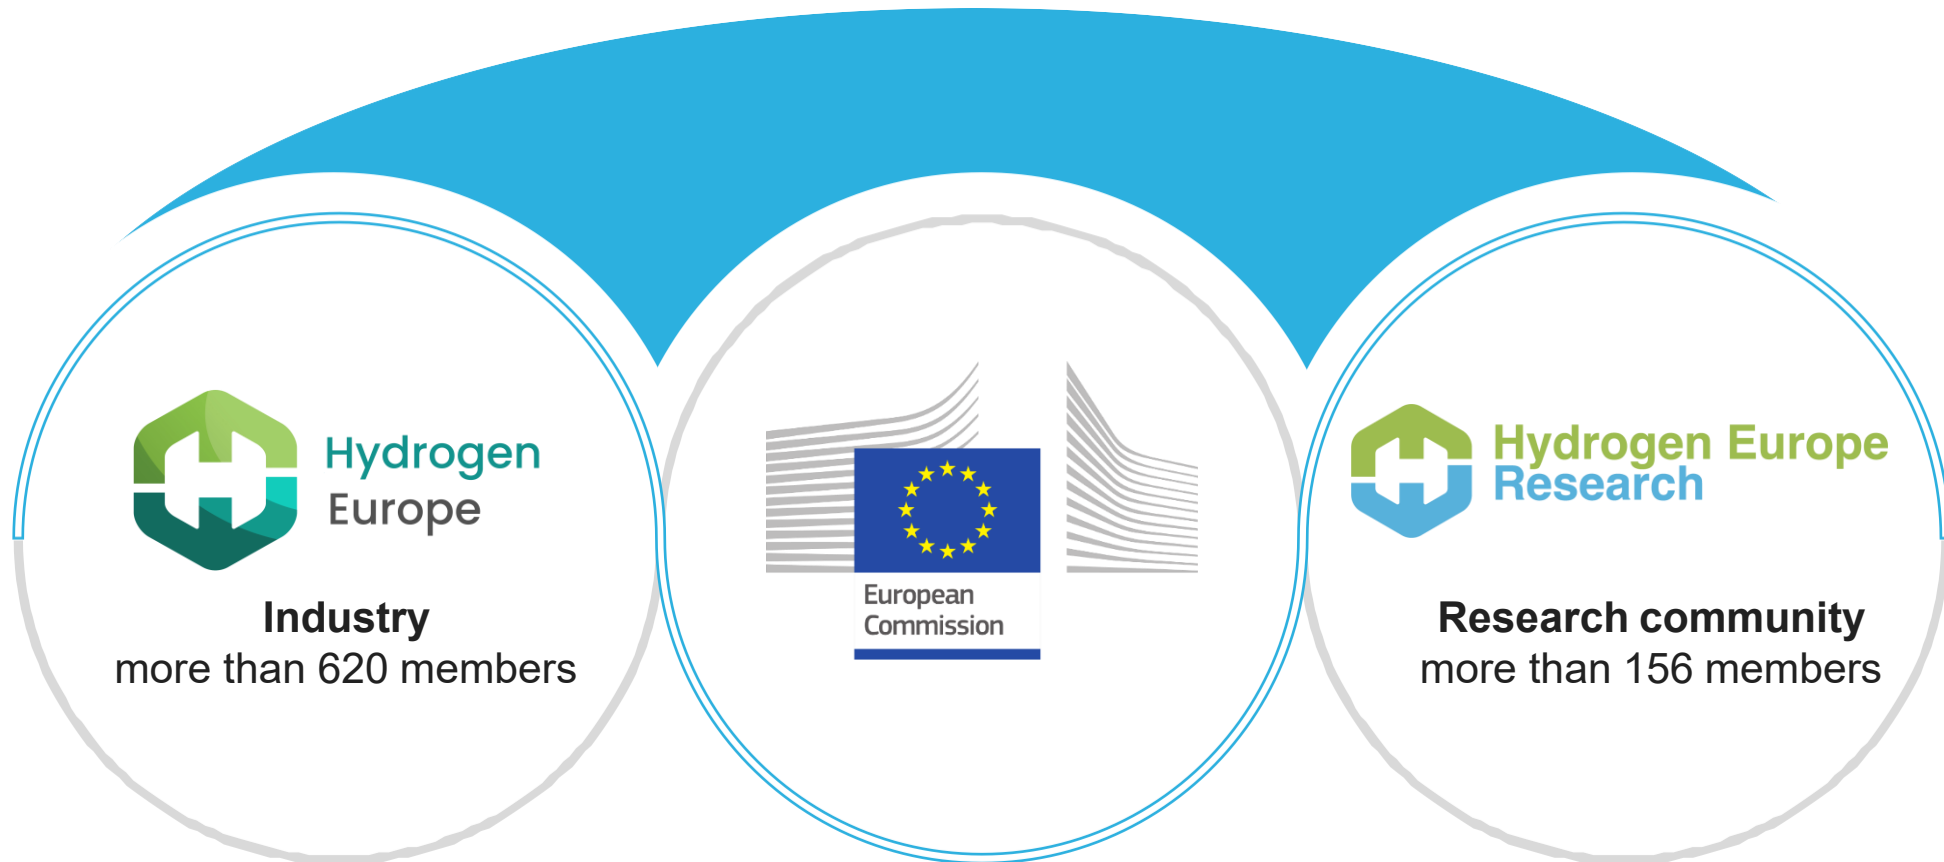 Hydrogen
Europe
Industry
more than 620 members
European
Commission
Hydrogen Europe
Research
Research community
more than 156 members